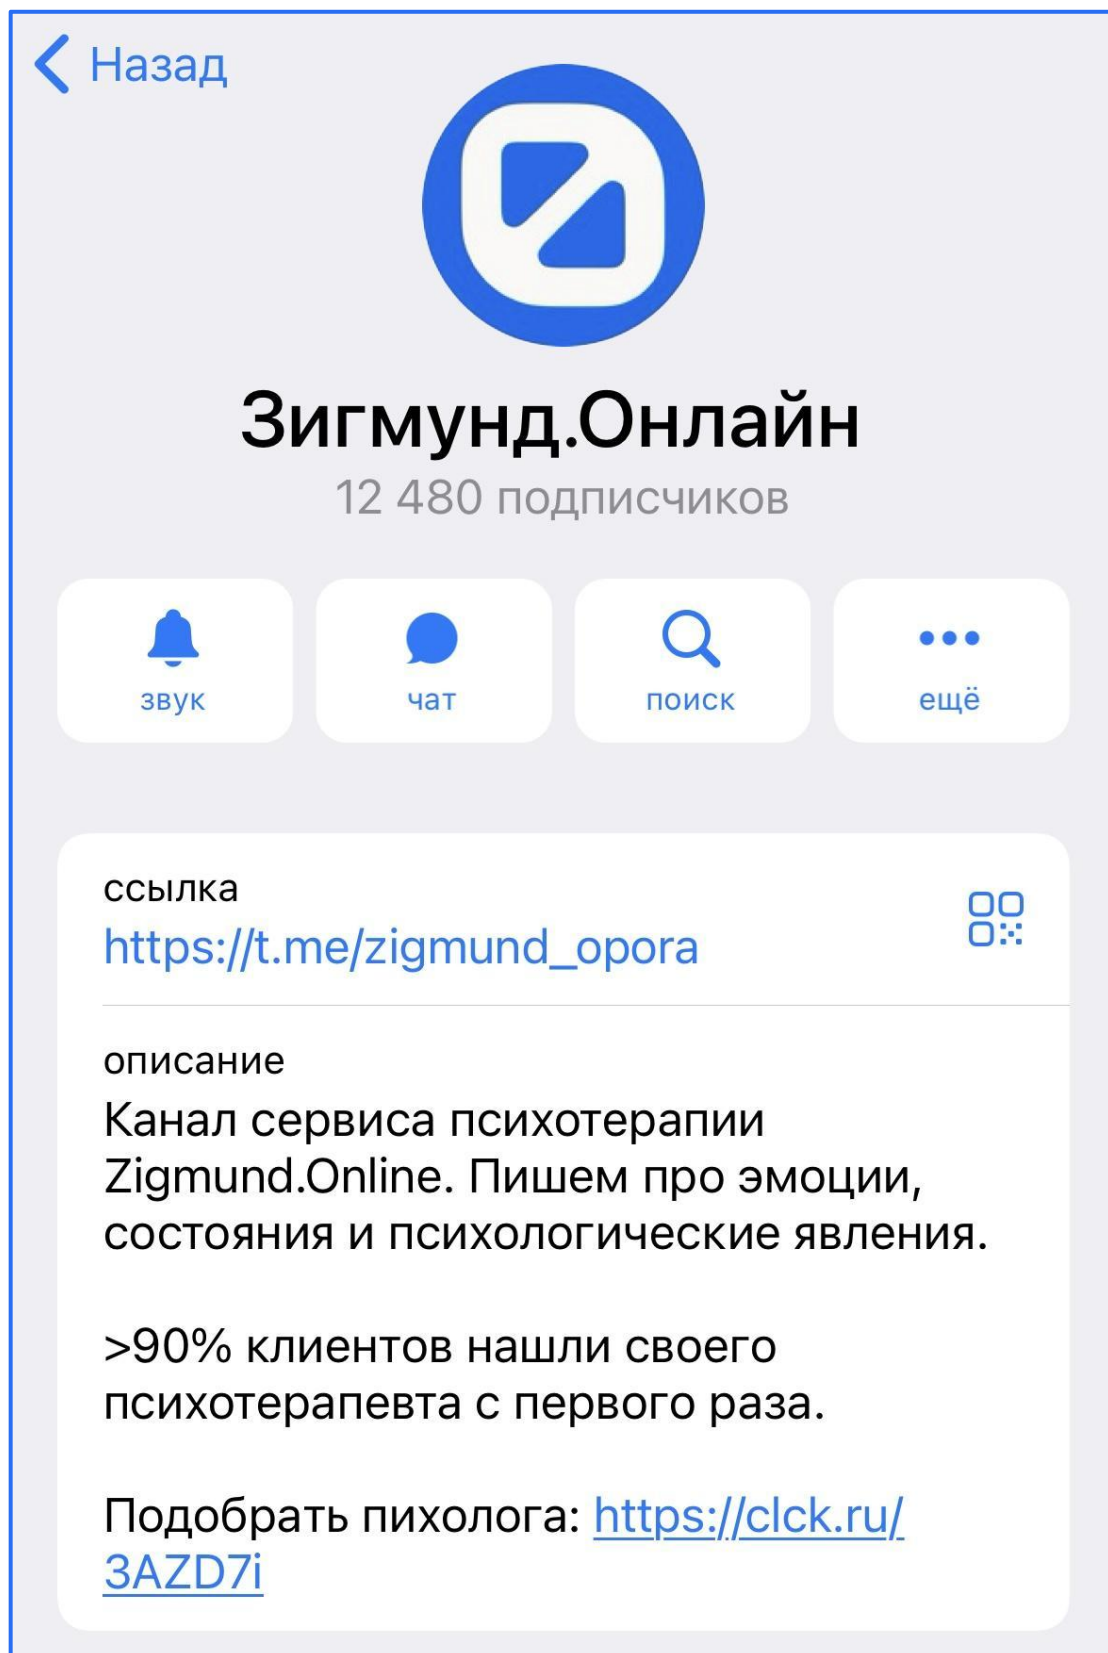 Назад
Зигмунд.Онлайн
12 480 подписчиков
звук
чат
поиск
ещё
ссылка
https://t.me/zigmund_opora
описание
Канал сервиса психотерапии
Zigmund.Online. Пишем про эмоции,
состояния и психологические явления.
>90% клиентов нашли своего
психотерапевта с первого раза.
Подобрать пихолога: https://clck.ru/
3AZD7i